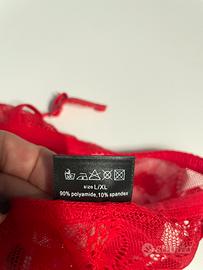 size L/XL
90% polyamide, 10% spandex